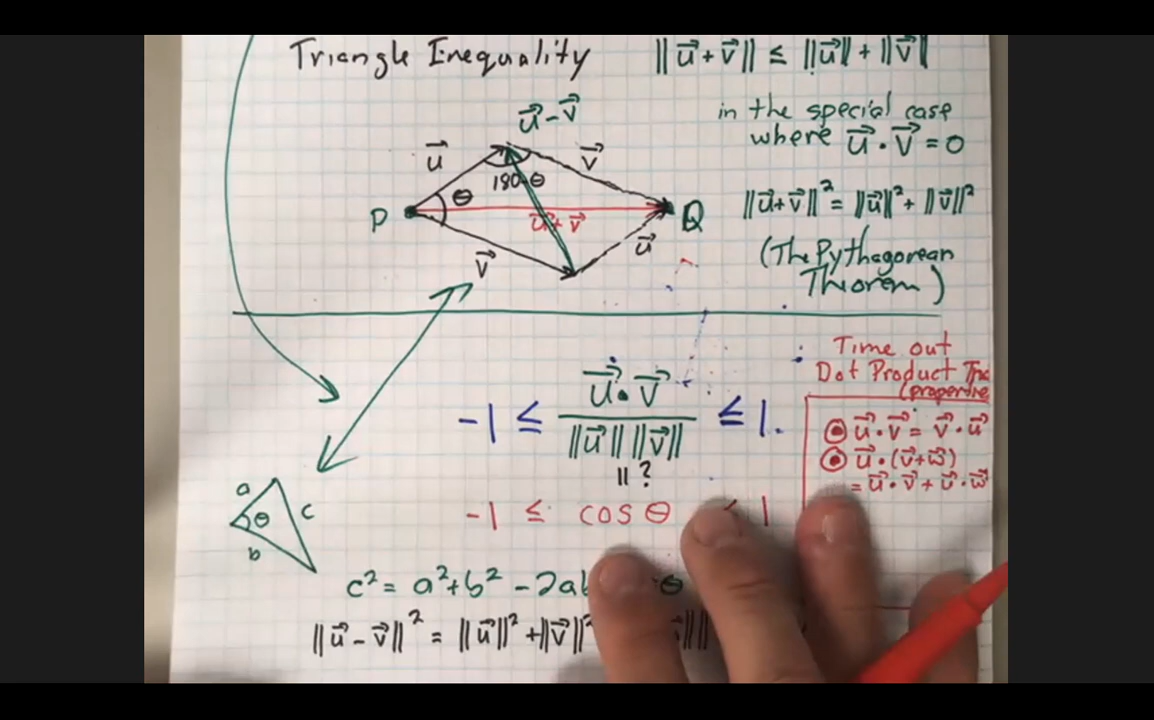 Triangle Inequality
‖u⃗+v⃗‖ ≤ ‖u⃗‖ + ‖v⃗‖
in the special case
where u⃗ · v⃗ = 0
‖u⃗+v⃗‖² = ‖u⃗‖² + ‖v⃗‖²
(The Pythagorean
Theorem)
u⃗-v⃗
u⃗
v⃗
180-θ
θ
P
u⃗+v⃗
Q
v⃗
u⃗
-1 ≤ u⃗·v⃗ / ‖u⃗‖ ‖v⃗‖ ≤ 1.
‖ ?
-1 ≤ cos θ ≤ 1
Time out
Dot Product
⊙ u⃗·v⃗ = v⃗·u⃗
⊙ u⃗·(v⃗+w⃗)
= u⃗·v⃗ + u⃗·w⃗
a
θ
c
b
c² = a²+b² - 2ab θ
‖u⃗-v⃗‖² = ‖u⃗‖² + ‖v⃗‖²